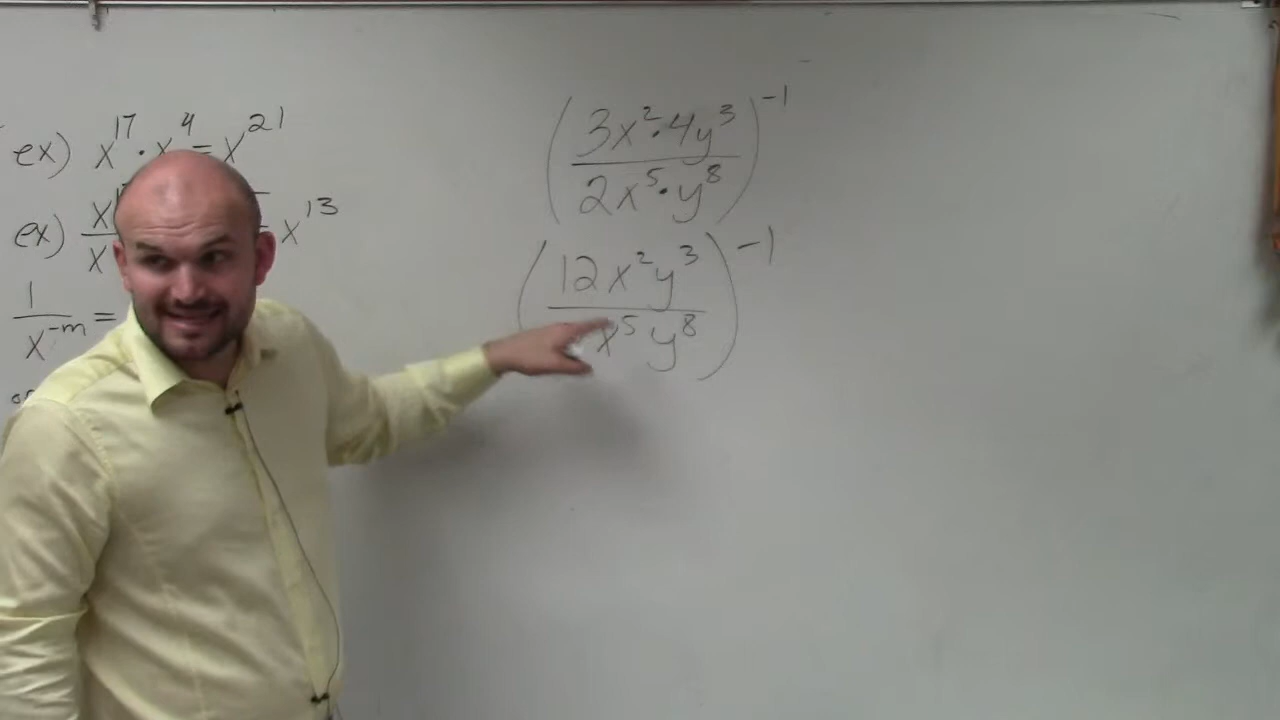 ex) x^17 · x^4 = x^21
ex) x x = x^13
1/x^-m =
(3x^2 · 4y^3 / 2x^5 · y^8)^-1
(12x^2y^3 / x^5y^8)^-1